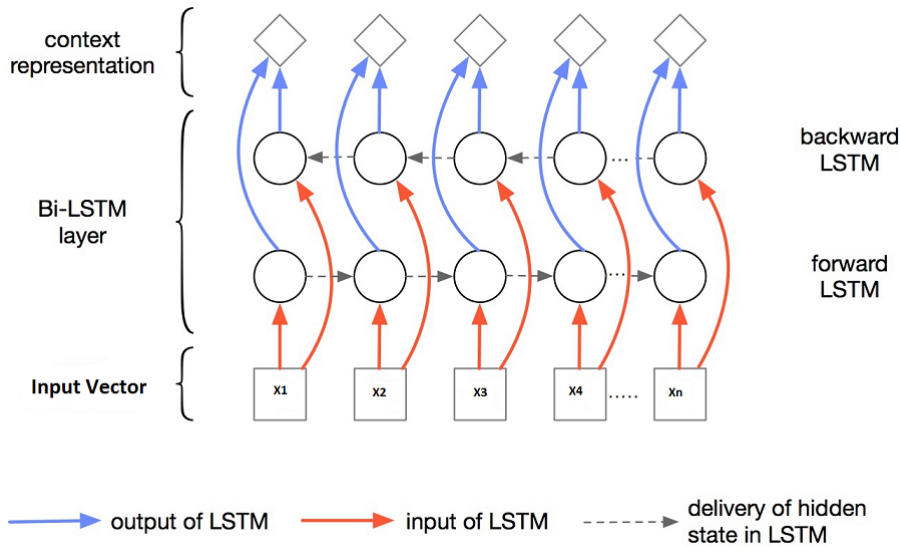 context
representation
backward
LSTM
Bi-LSTM
layer
forward
LSTM
Input Vector
X1
X2
X3
X4
.....
Xn
output of LSTM
input of LSTM
delivery of hidden
state in LSTM